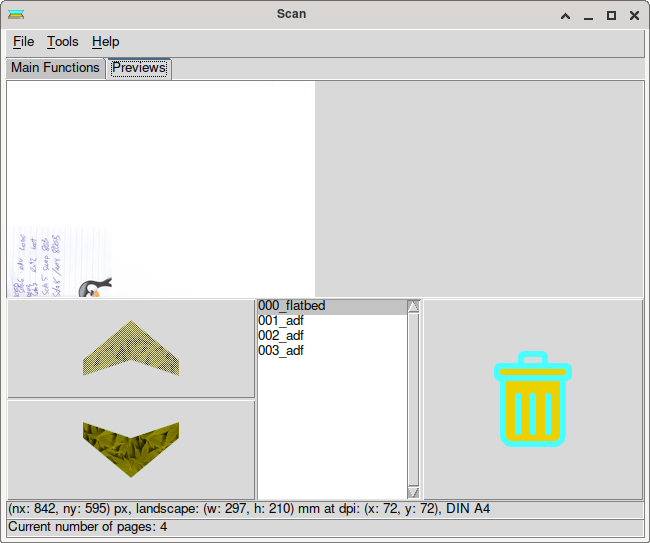 Scan
File Tools Help
Main Functions Previews
000_flatbed
001_adf
002_adf
003_adf
(nx: 842, ny: 595) px, landscape: (w: 297, h: 210) mm at dpi: (x: 72, y: 72), DIN A4
Current number of pages: 4